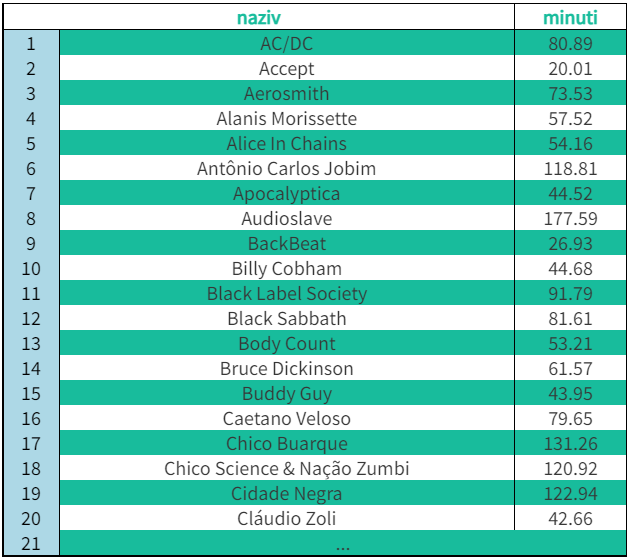 naziv minuti
1 AC/DC 80.89
2 Accept 20.01
3 Aerosmith 73.53
4 Alanis Morissette 57.52
5 Alice In Chains 54.16
6 Antônio Carlos Jobim 118.81
7 Apocalyptica 44.52
8 Audioslave 177.59
9 BackBeat 26.93
10 Billy Cobham 44.68
11 Black Label Society 91.79
12 Black Sabbath 81.61
13 Body Count 53.21
14 Bruce Dickinson 61.57
15 Buddy Guy 43.95
16 Caetano Veloso 79.65
17 Chico Buarque 131.26
18 Chico Science & Nação Zumbi 120.92
19 Cidade Negra 122.94
20 Cláudio Zoli 42.66
21 ...